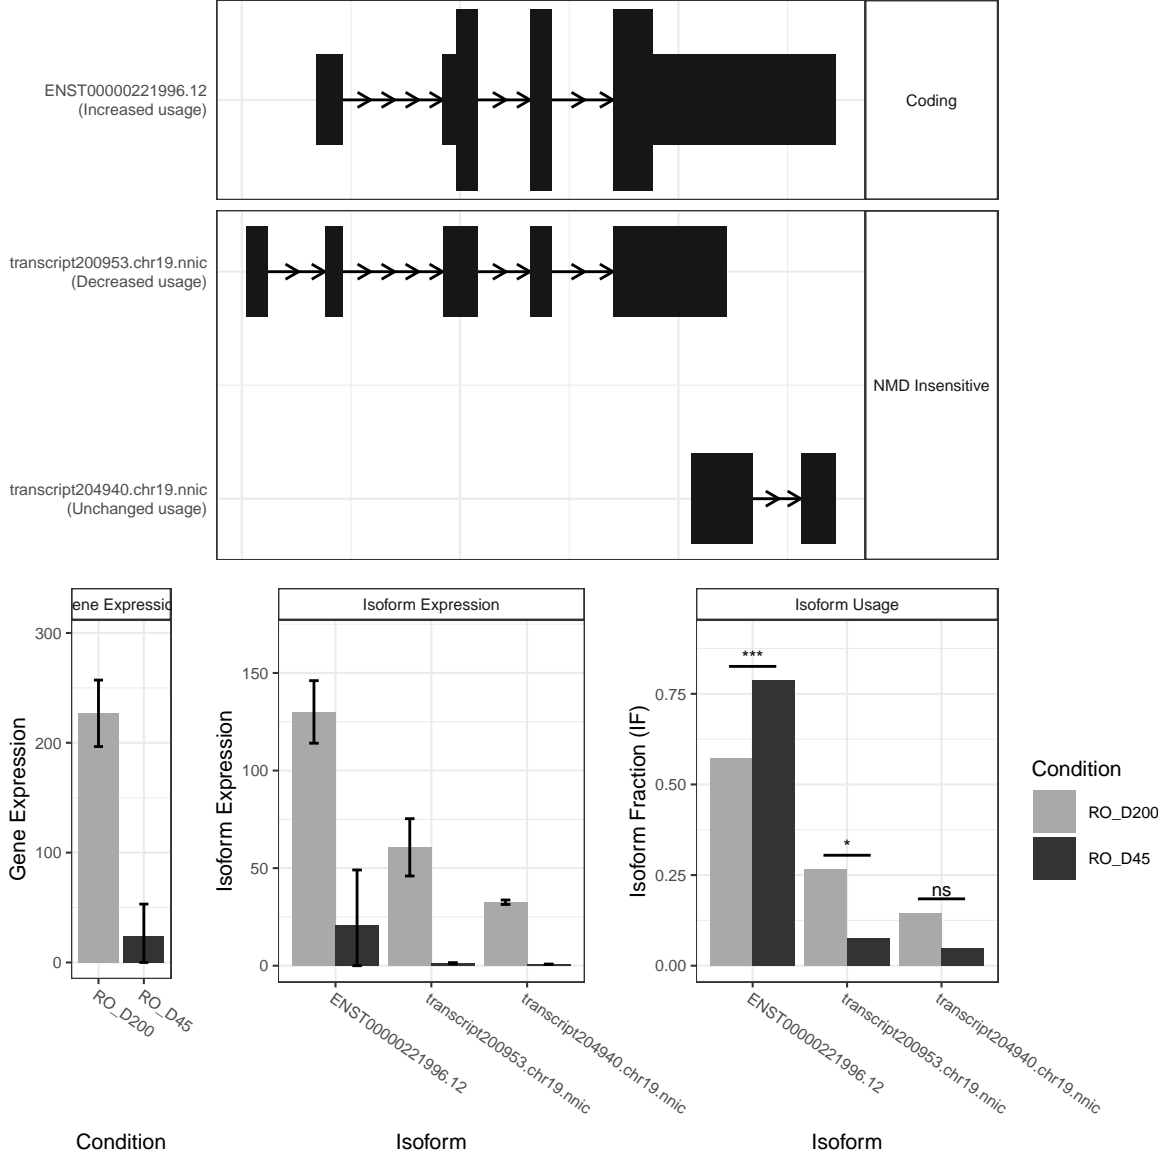 ENST00000221996.12
(Increased usage)
Coding
transcript200953.chr19.nnic
(Decreased usage)
NMD Insensitive
transcript204940.chr19.nnic
(Unchanged usage)
ene Expressio
Gene Expression
300
200
100
0
RO_D200
RO_D45
Condition
Isoform Expression
Isoform Expression
150
100
50
0
ENST00000221996.12
transcript200953.chr19.nnic
transcript204940.chr19.nnic
Isoform
Isoform Usage
Isoform Fraction (IF)
0.75
0.50
0.25
0.00
***
*
ns
ENST00000221996.12
transcript200953.chr19.nnic
transcript204940.chr19.nnic
Isoform
Condition
RO_D200
RO_D45